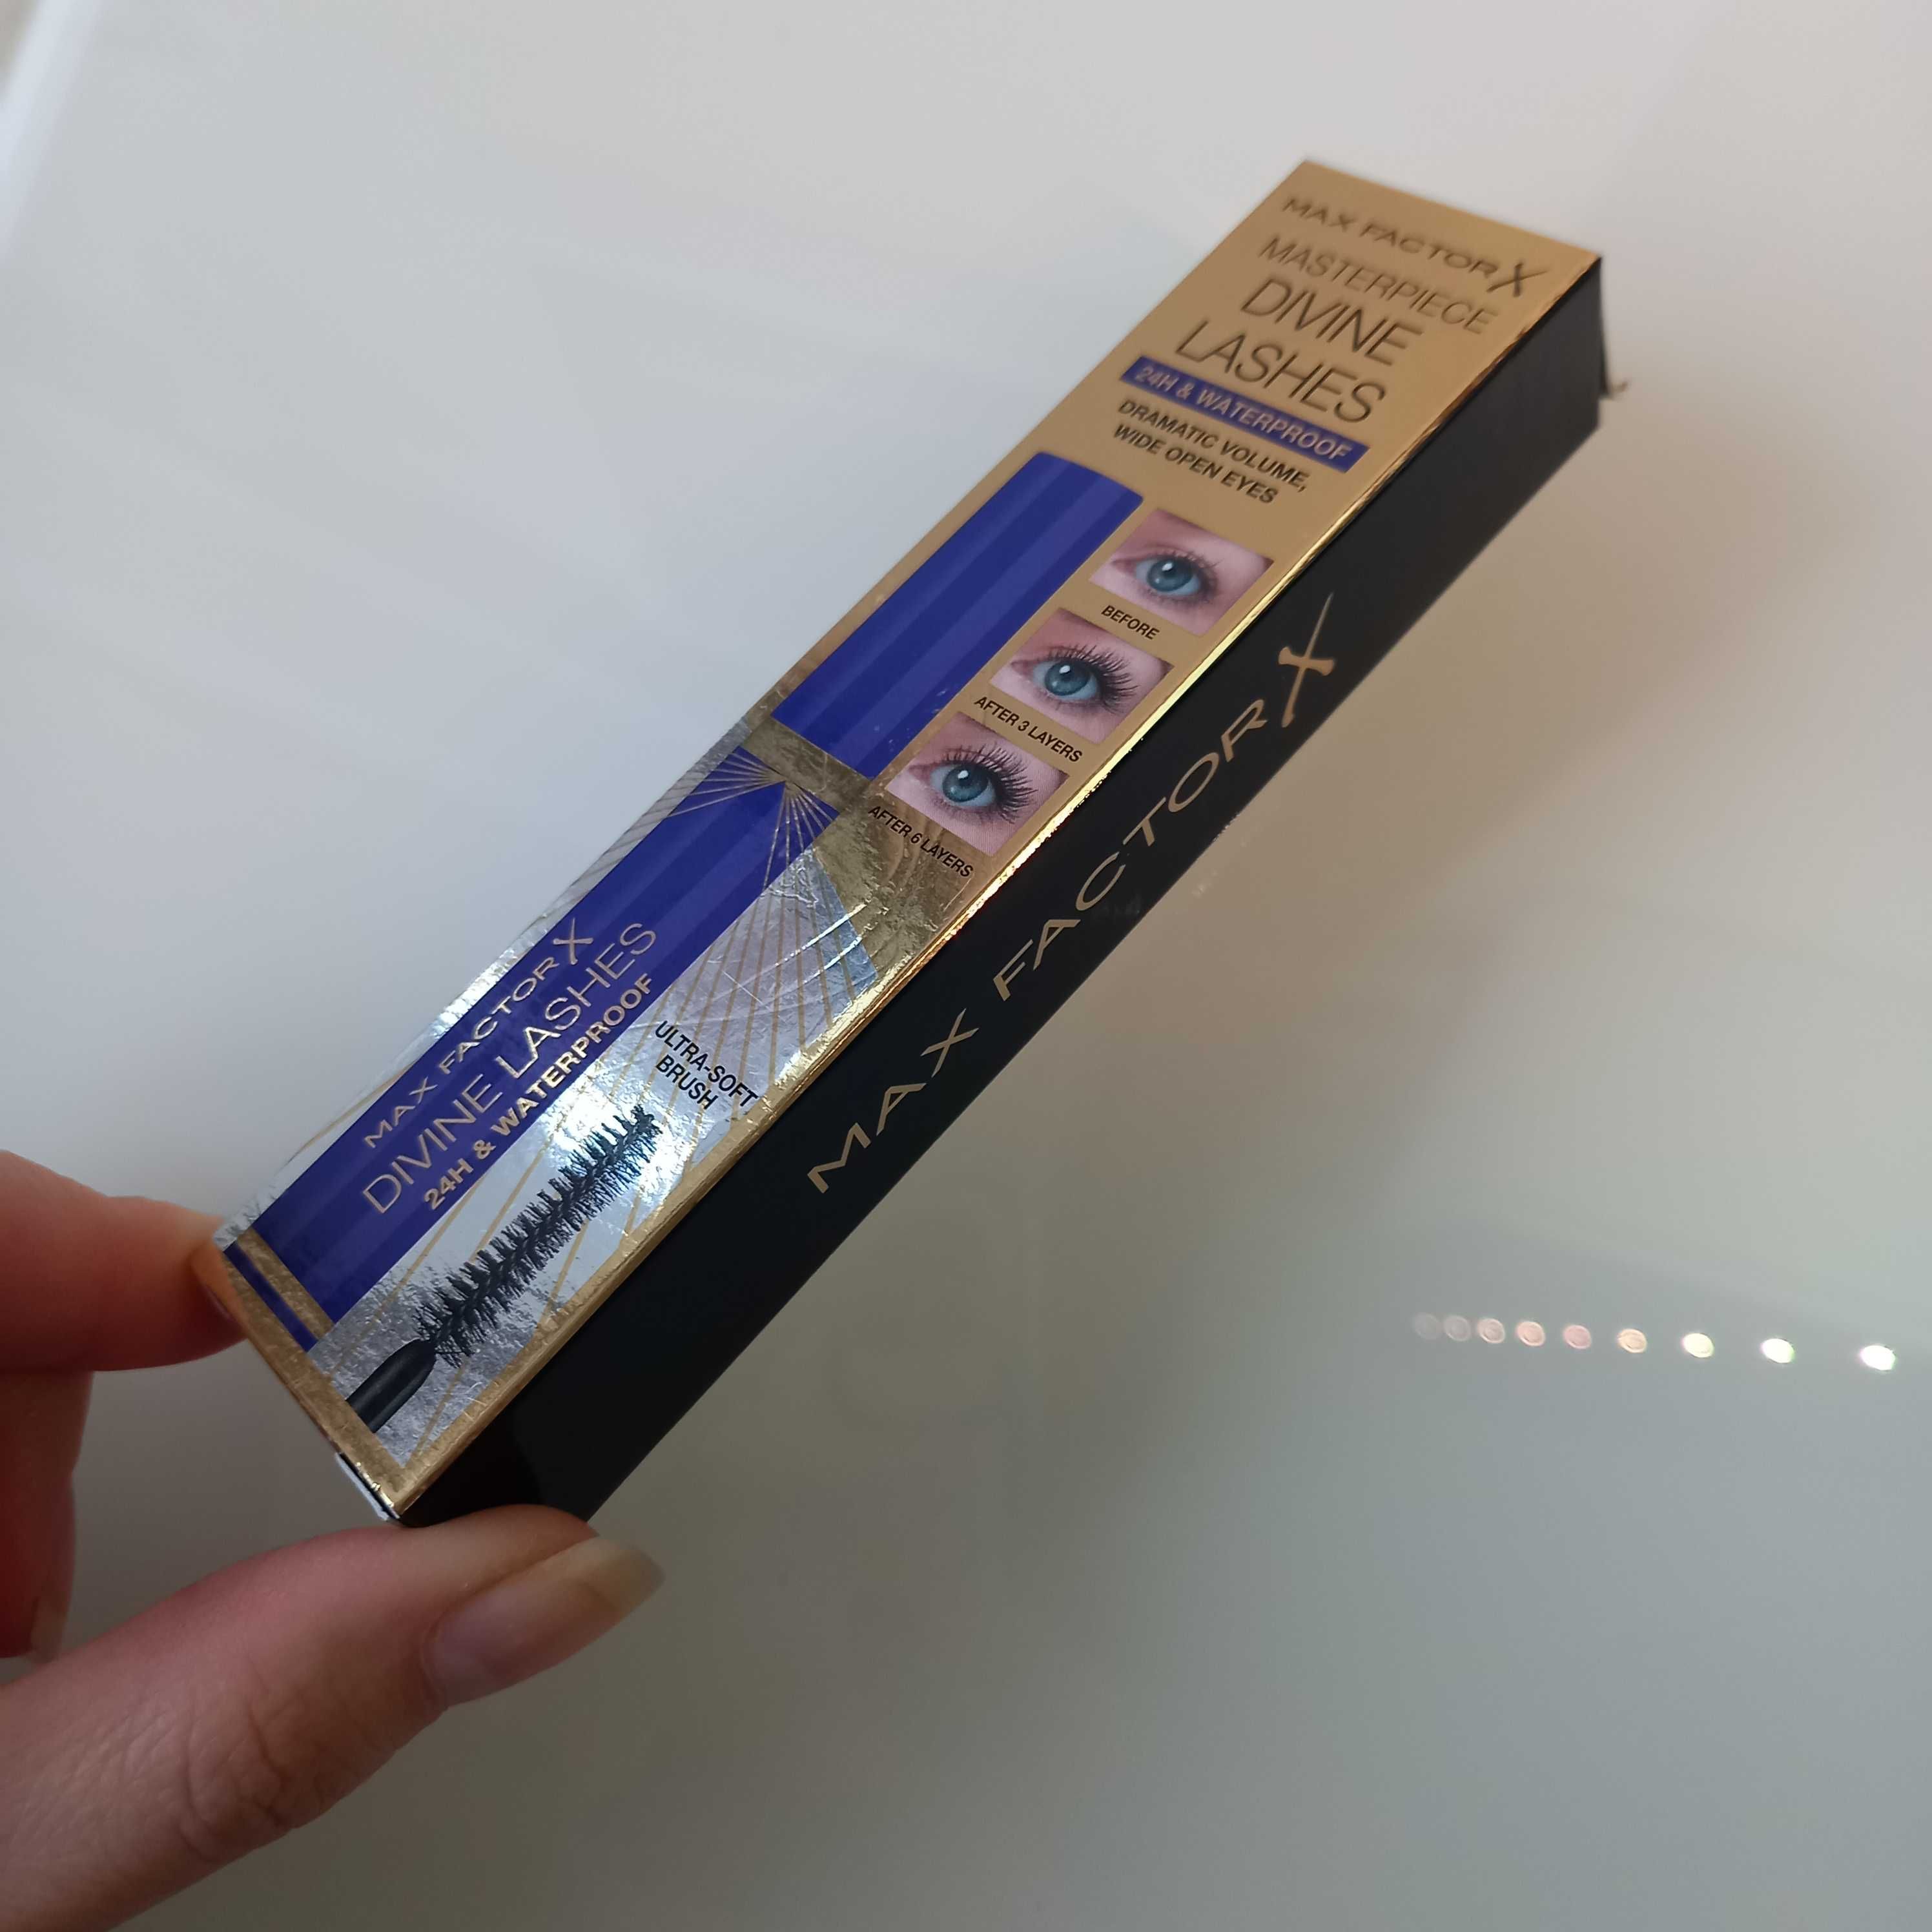 MAX FACTOR X
MASTERPIECE
DIVINE
LASHES
24H & WATERPROOF
DRAMATIC VOLUME,
WIDE OPEN EYES
BEFORE
AFTER 3 LAYERS
AFTER 6 LAYERS
MAX FACTOR X
DIVINE LASHES
24H & WATERPROOF
ULTRA-SOFT
BRUSH
MAX FACTOR X